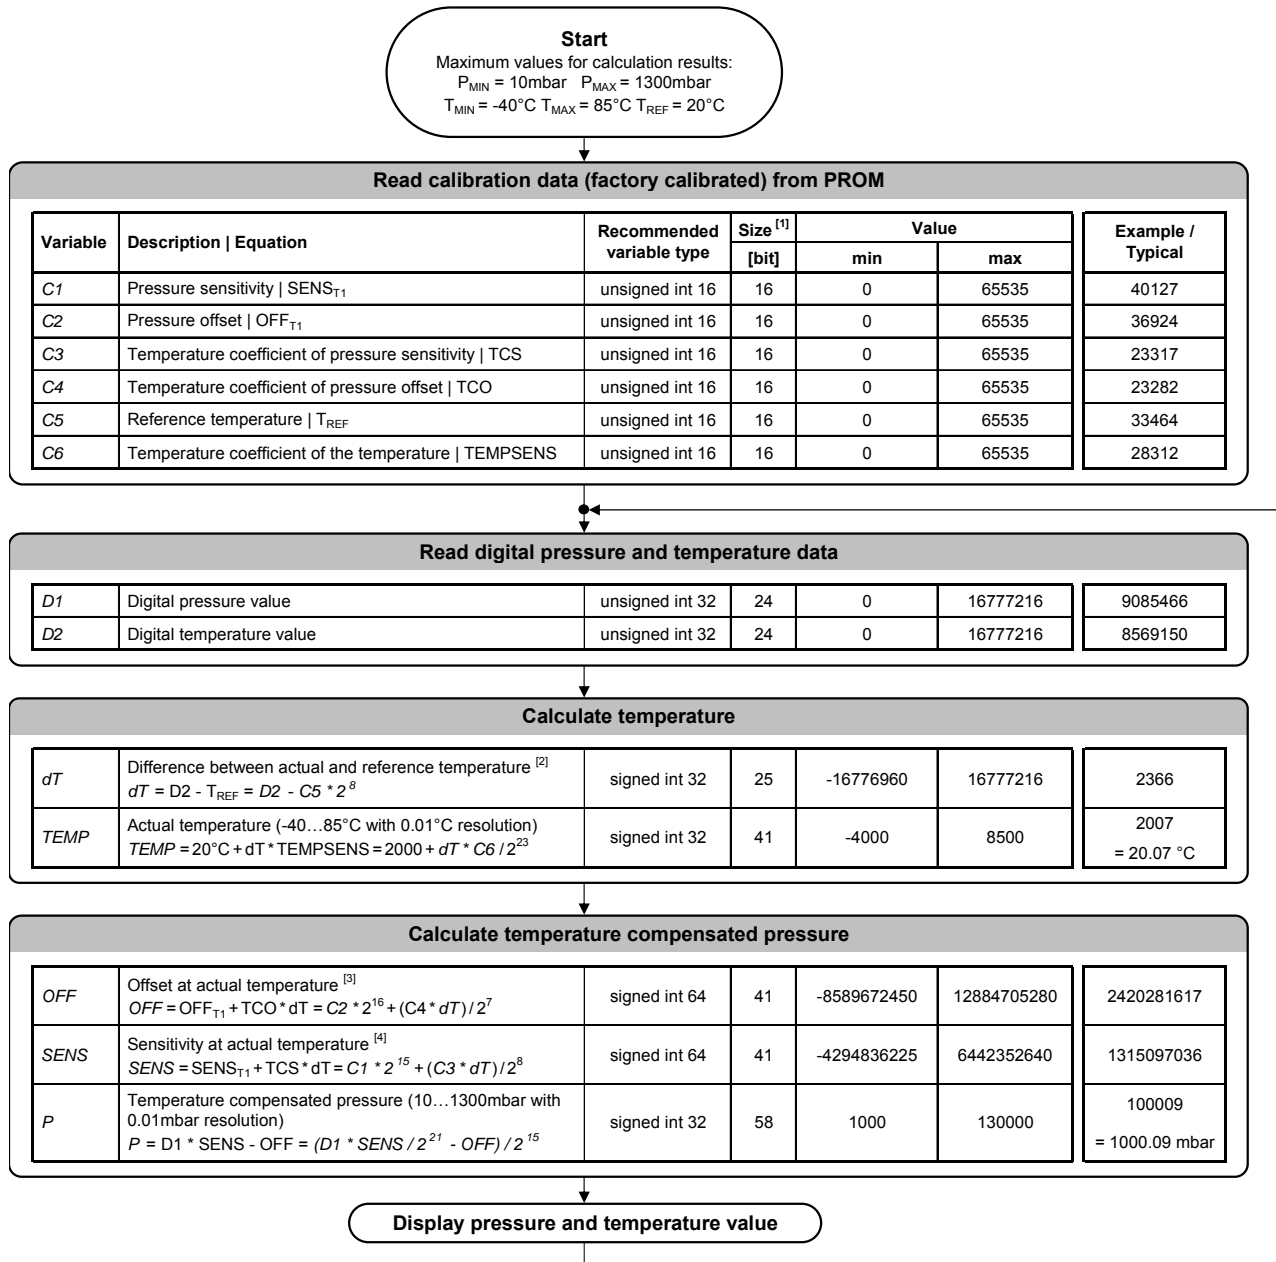 Start
Maximum values for calculation results:
PMIN = 10mbar PMAX = 1300mbar
TMIN = -40°C TMAX = 85°C TREF = 20°C
Read calibration data (factory calibrated) from PROM
Variable Description | Equation Recommended variable type Size [1] [bit] Value min max Example / Typical
C1 Pressure sensitivity | SENST1 unsigned int 16 16 0 65535 40127
C2 Pressure offset | OFFT1 unsigned int 16 16 0 65535 36924
C3 Temperature coefficient of pressure sensitivity | TCS unsigned int 16 16 0 65535 23317
C4 Temperature coefficient of pressure offset | TCO unsigned int 16 16 0 65535 23282
C5 Reference temperature | TREF unsigned int 16 16 0 65535 33464
C6 Temperature coefficient of the temperature | TEMPSENS unsigned int 16 16 0 65535 28312
Read digital pressure and temperature data
D1 Digital pressure value unsigned int 32 24 0 16777216 9085466
D2 Digital temperature value unsigned int 32 24 0 16777216 8569150
Calculate temperature
Difference between actual and reference temperature [2]
dT signed int 32 25 -16776960 16777216 2366
dT = D2 - TREF = D2 - C5 * 2^8
Actual temperature (-40…85°C with 0.01°C resolution) 2007
TEMP signed int 32 41 -4000 8500
TEMP = 20°C + dT * TEMPSENS = 2000 + dT * C6 / 2^23 = 20.07 °C
Calculate temperature compensated pressure
Offset at actual temperature [3]
OFF signed int 64 41 -8589672450 12884705280 2420281617
OFF = OFFT1 + TCO * dT = C2 * 2^16 + (C4 * dT) / 2^7
Sensitivity at actual temperature [4]
SENS signed int 64 41 -4294836225 6442352640 1315097036
SENS = SENST1 + TCS * dT = C1 * 2^15 + (C3 * dT) / 2^8
Temperature compensated pressure (10…1300mbar with 100009
P 0.01mbar resolution) signed int 32 58 1000 130000
P = D1 * SENS - OFF = (D1 * SENS / 2^21 - OFF) / 2^15 = 1000.09 mbar
Display pressure and temperature value